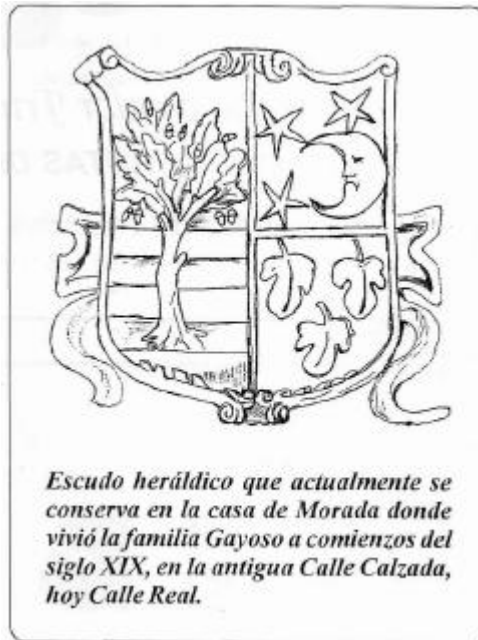 Escudo heráldico que actualmente se
conserva en la casa de Morada donde
vivió la familia Gayoso a comienzos del
siglo XIX, en la antigua Calle Calzada,
hoy Calle Real.